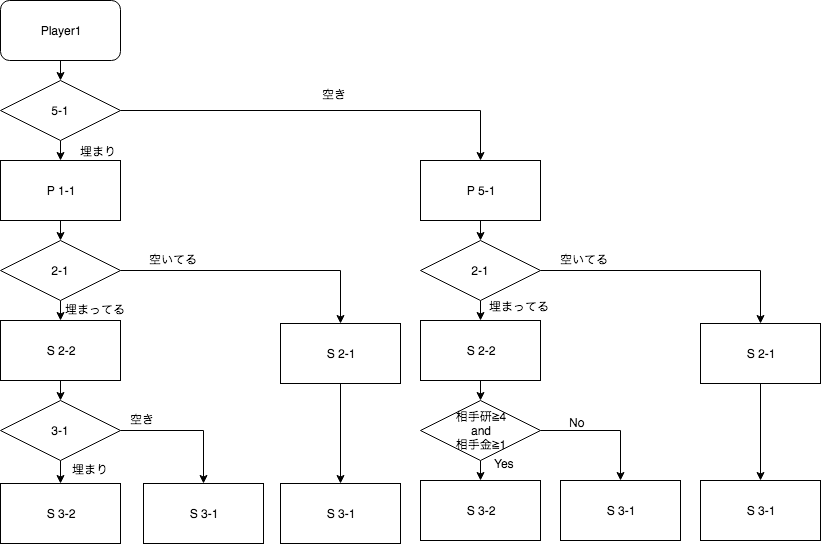 Player1
空き
5-1
埋まり
P 1-1
P 5-1
空いてる
空いてる
2-1
2-1
埋まってる
埋まってる
S 2-2
S 2-1
S 2-2
S 2-1
空き
相手研≧4
No
3-1
and
相手金≧1
埋まり
Yes
S 3-2
S 3-1
S 3-1
S 3-2
S 3-1
S 3-1